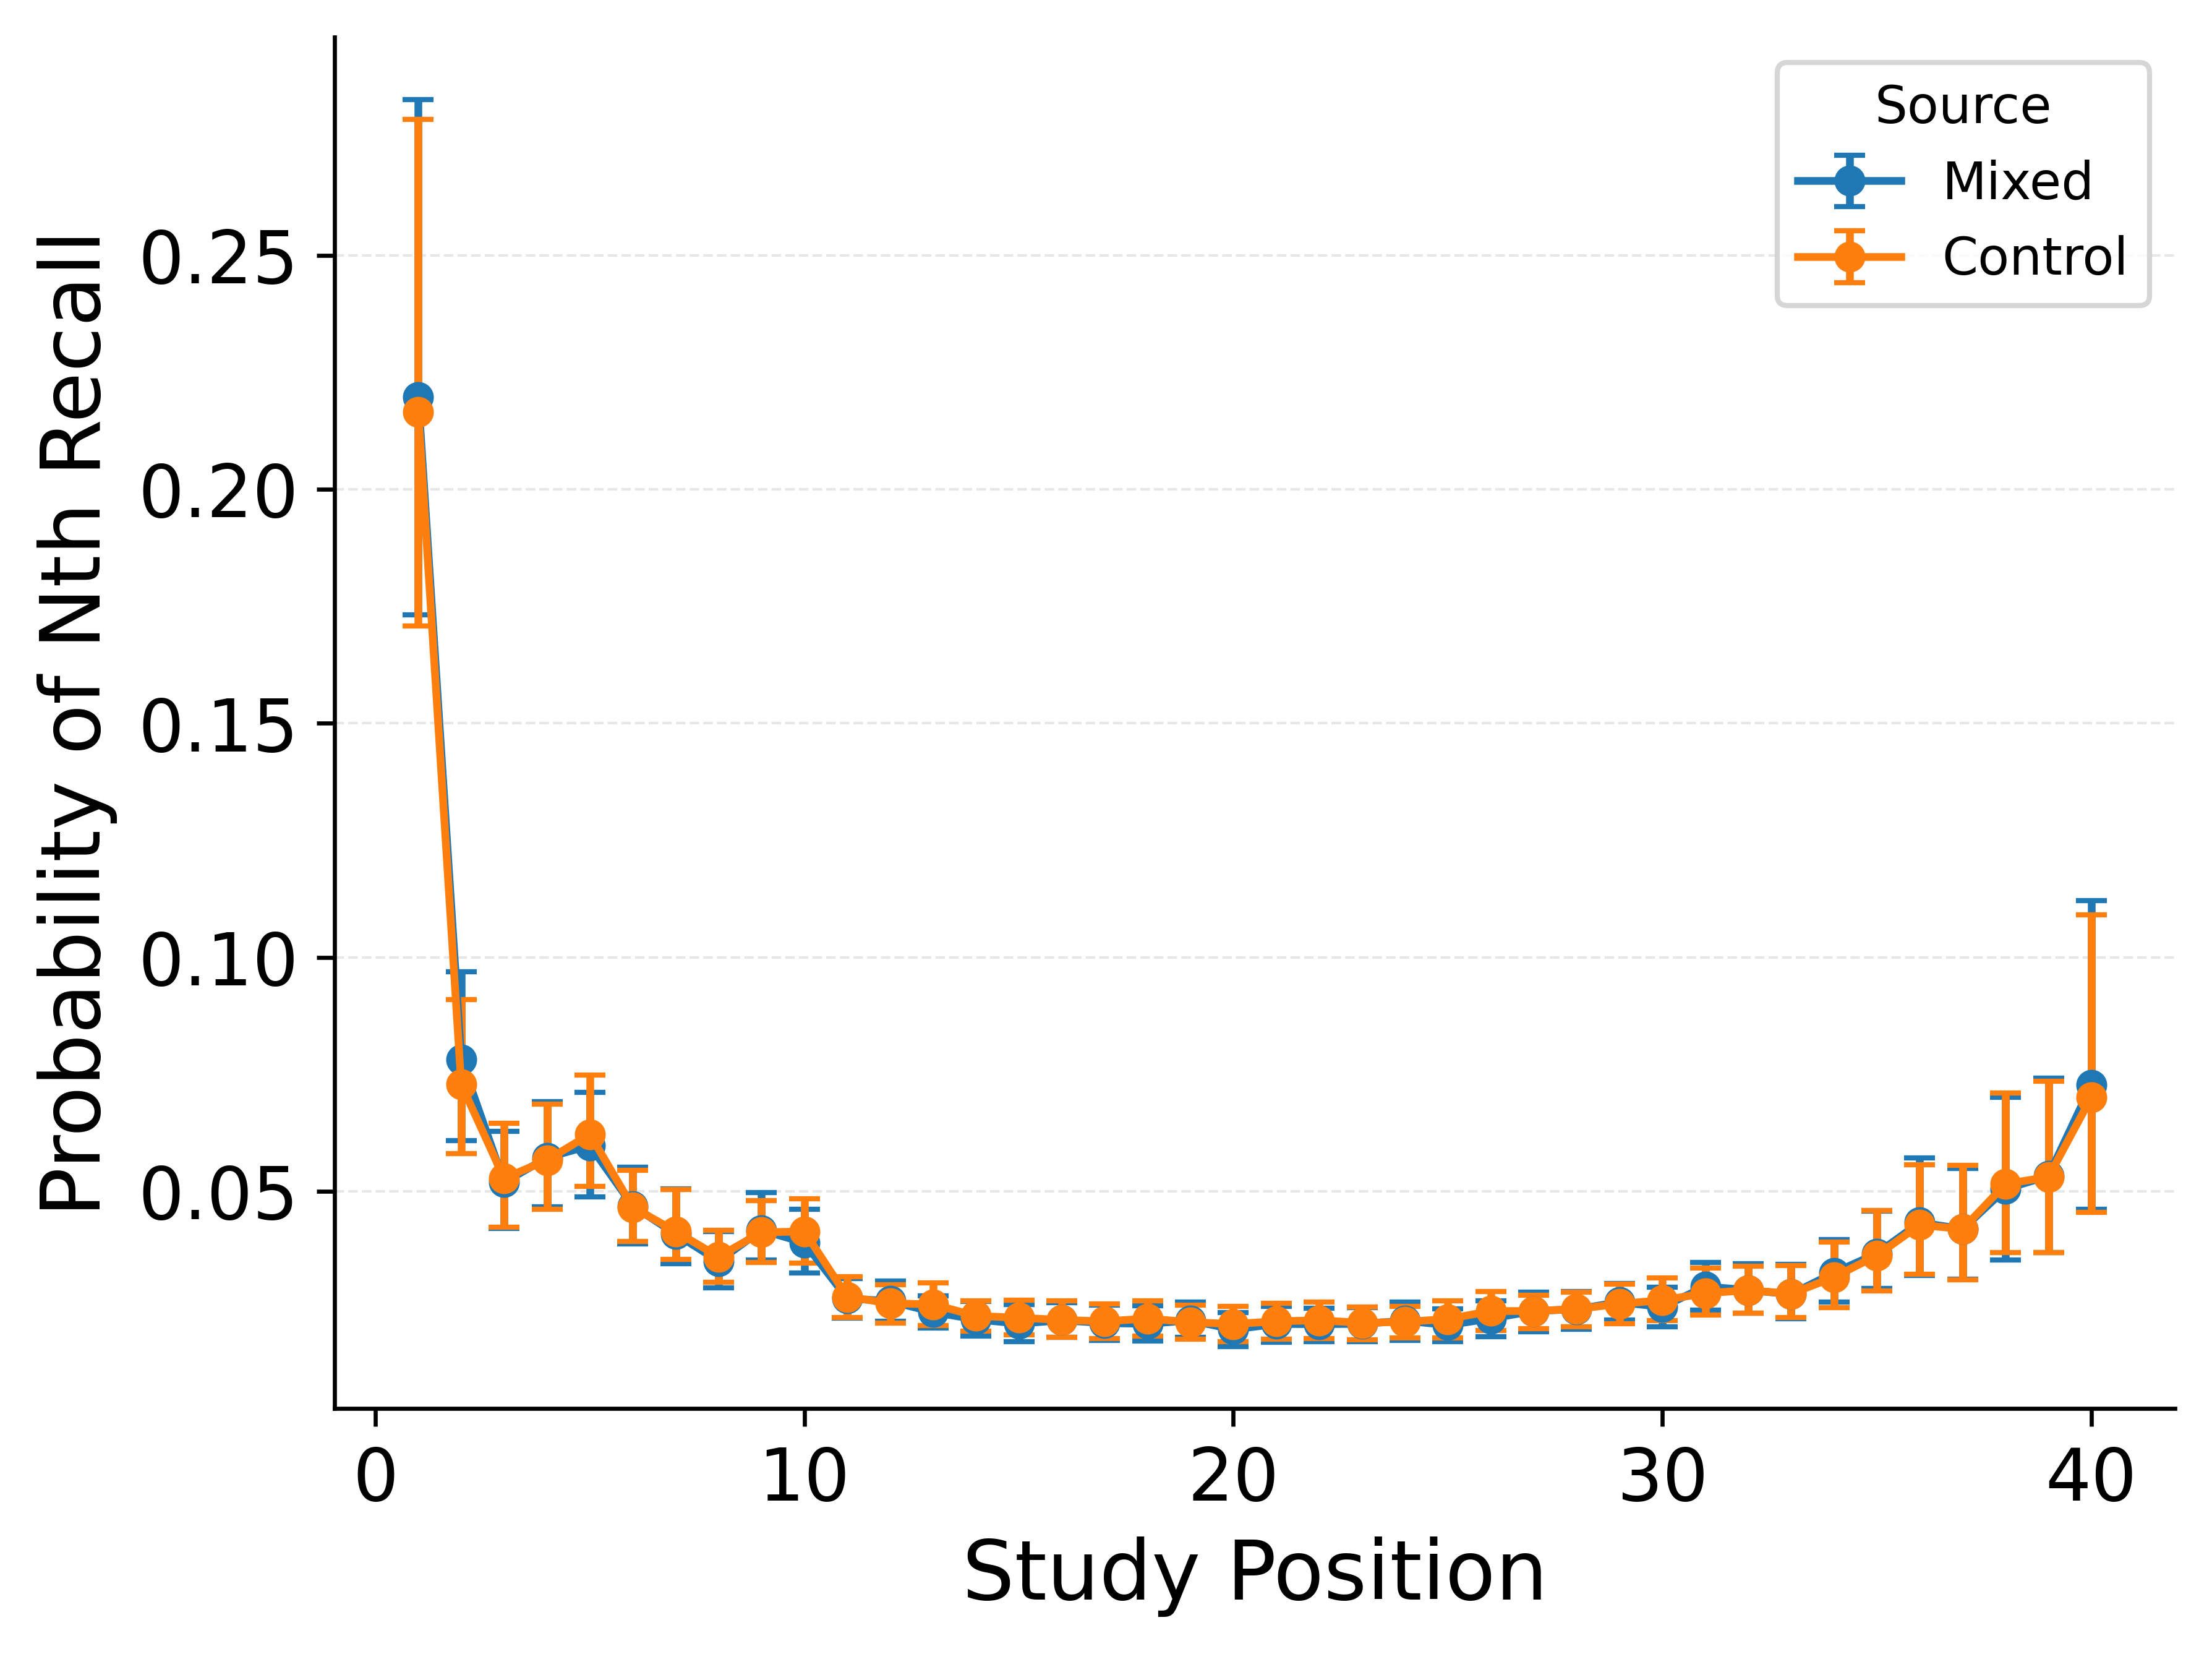 Probability of Nth Recall
0.25
0.20
0.15
0.10
0.05
Source
Mixed
Control
0
10
20
30
40
Study Position